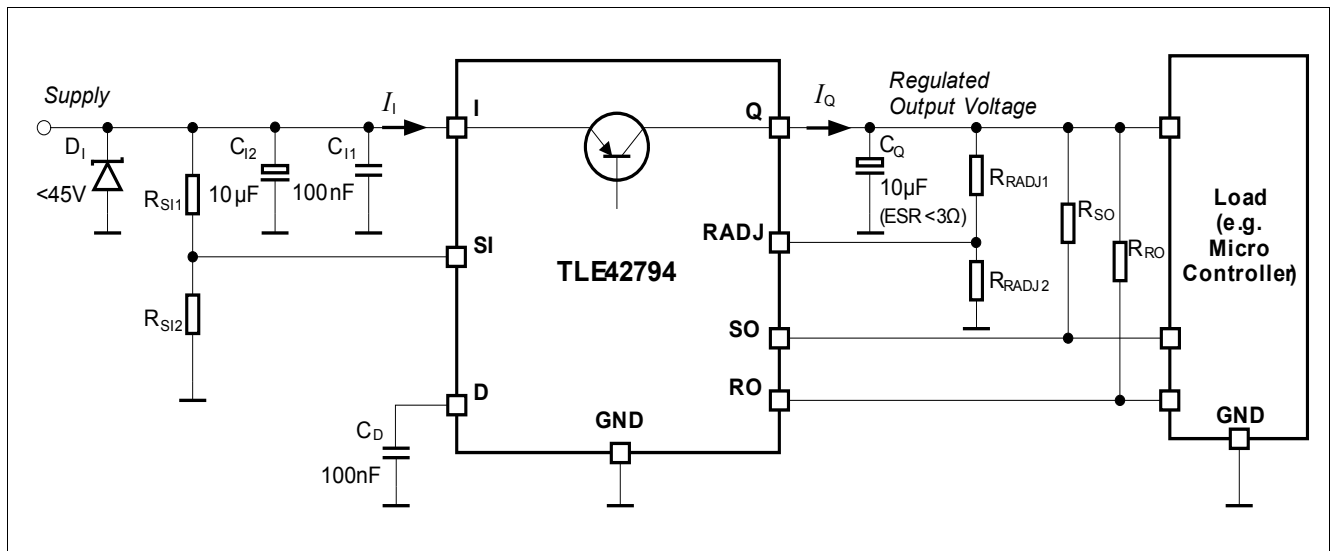 Supply
I_I
I
Q
I_Q
Regulated
Output Voltage
D_I
<45V
R_SI1
C_I2
10µF
C_I1
100nF
C_Q
10µF
(ESR<3Ω)
R_RADJ1
R_SO
R_RO
Load
(e.g.
Micro
Controller)
SI
RADJ
TLE42794
R_SI2
R_RADJ2
SO
D
RO
C_D
100nF
GND
GND